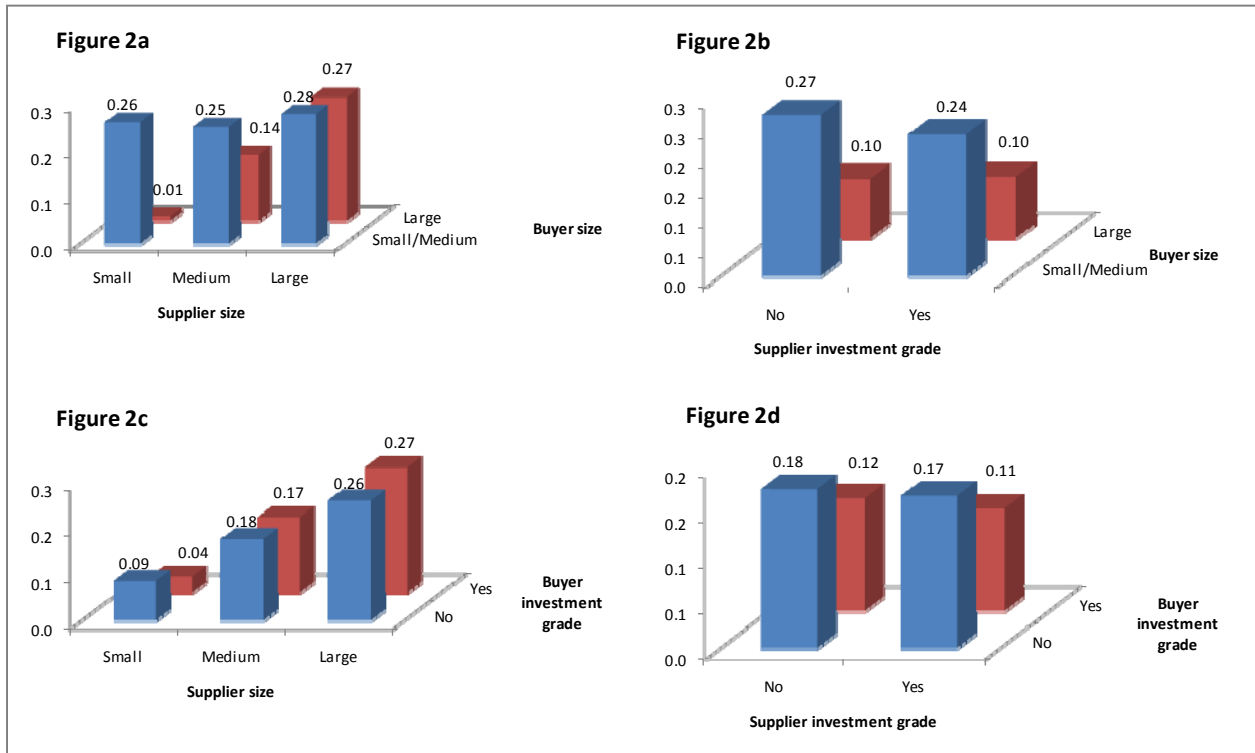 Figure 2a
0.3
0.2
0.1
0.0
0.26
0.01
0.25
0.14
0.28
0.27
Large
Small/Medium
Buyer size
Small Medium Large
Supplier size
Figure 2b
0.3
0.3
0.2
0.2
0.1
0.1
0.0
0.27
0.10
0.24
0.10
Large
Small/Medium
Buyer size
No Yes
Supplier investment grade
Figure 2c
0.3
0.2
0.1
0.0
0.09
0.04
0.18
0.17
0.26
0.27
Yes
No
Buyer
investment
grade
Small Medium Large
Supplier size
Figure 2d
0.2
0.2
0.1
0.1
0.0
0.18
0.12
0.17
0.11
Yes
No
Buyer
investment
grade
No Yes
Supplier investment grade